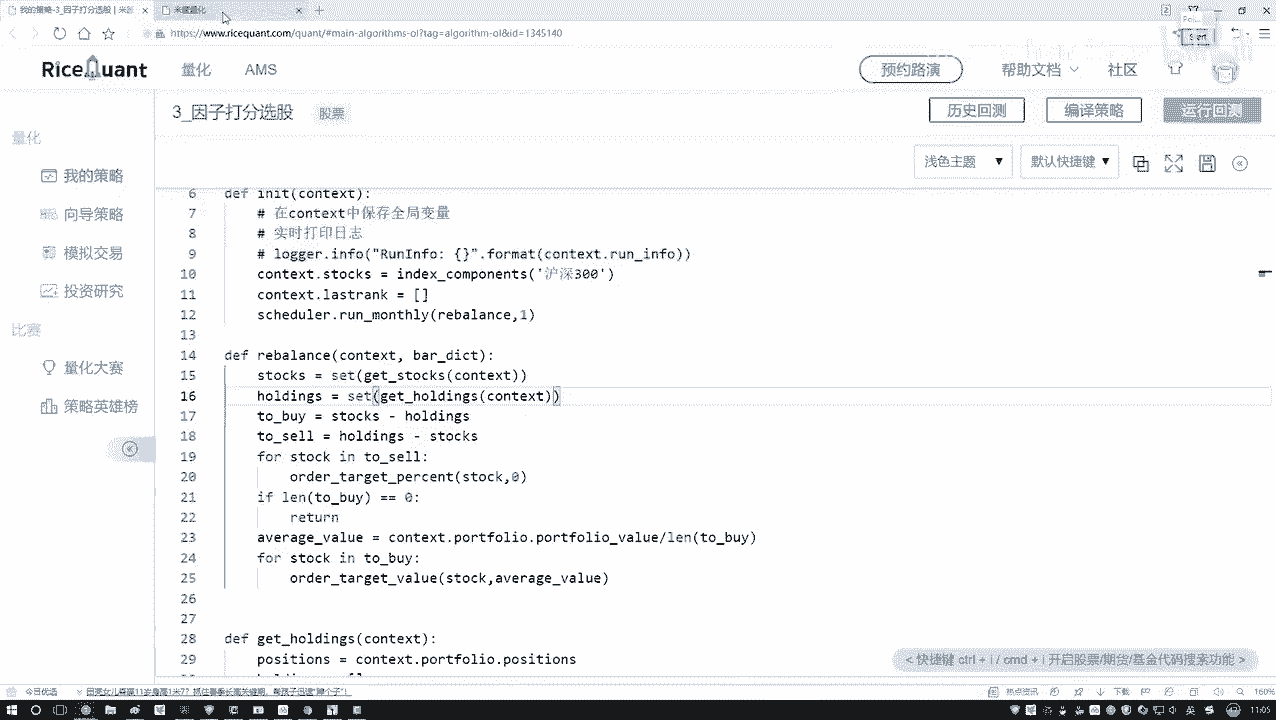 我的策略-3_因子打分选股 | 米
https://www.ricequant.com/quant/#main-algorithms-ol?tag=algorithm-ol&id=1345140
RiceQuant 量化 AMS 预约路演 帮助文档 社区
3_因子打分选股 股票 历史回测 编译策略 运行回测
浅色主题 默认快捷键
量化
我的策略
向导策略
模拟交易
投资研究
比赛
量化大赛
策略英雄榜
6 def init(context):
7 # 在context中保存全局变量
8 # 实时打印日志
9 # logger.info("RunInfo: {}".format(context.run_info))
10 context.stocks = index_components('沪深300')
11 context.lastrank = []
12 scheduler.run_monthly(rebalance,1)
13
14 def rebalance(context, bar_dict):
15 stocks = set(get_stocks(context))
16 holdings = set(get_holdings(context))
17 to_buy = stocks - holdings
18 to_sell = holdings - stocks
19 for stock in to_sell:
20 order_target_percent(stock,0)
21 if len(to_buy) == 0:
22 return
23 average_value = context.portfolio.portfolio_value/len(to_buy)
24 for stock in to_buy:
25 order_target_value(stock,average_value)
26
27
28 def get_holdings(context):
29 positions = context.portfolio.positions
< 快捷键 ctrl + i / cmd + i 开启股票/期货/基金代码搜索功能 >
今日优选
热点资讯 下载 160%
英 11:05